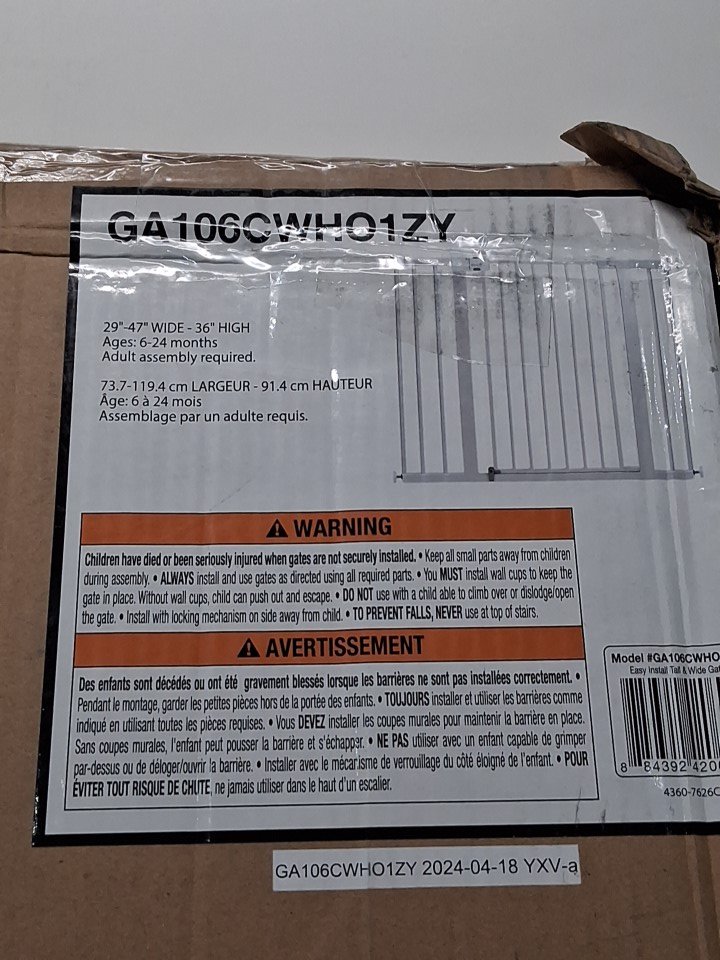 GA106CWHO1ZY
29"-47" WIDE - 36" HIGH
Ages: 6-24 months
Adult assembly required.
73.7-119.4 cm LARGEUR - 91.4 cm HAUTEUR
Âge: 6 à 24 mois
Assemblage par un adulte requis.
WARNING
Children have died or been seriously injured when gates are not securely installed. • Keep all small parts away from children
during assembly. • ALWAYS install and use gates as directed using all required parts. • You MUST install wall cups to keep the
gate in place. Without wall cups, child can push out and escape. • DO NOT use with a child able to climb over or dislodge/open
the gate. • Install with locking mechanism on side away from child. • TO PREVENT FALLS, NEVER use at top of stairs.
AVERTISSEMENT
Des enfants sont décédés ou ont été gravement blessés lorsque les barrières ne sont pas installées correctement. •
Pendant le montage, garder les petites pièces hors de la portée des enfants. • TOUJOURS installer et utiliser les barrières comme
indiqué en utilisant toutes les pièces requises. • Vous DEVEZ installer les coupes murales pour maintenir la barrière en place.
Sans coupes murales, l'enfant peut pousser la barrière et s'échapper. • NE PAS utiliser avec un enfant capable de grimper
par-dessus ou de déloger/ouvrir la barrière. • Installer avec le mécanisme de verrouillage du côté éloigné de l'enfant. • POUR
ÉVITER TOUT RISQUE DE CHUTE, ne jamais utiliser dans le haut d'un escalier.
Model #GA106CWHO
Easy Install Tall & Wide Gat
8 84392 420
4360-7626C
GA106CWHO1ZY 2024-04-18 YXV-a